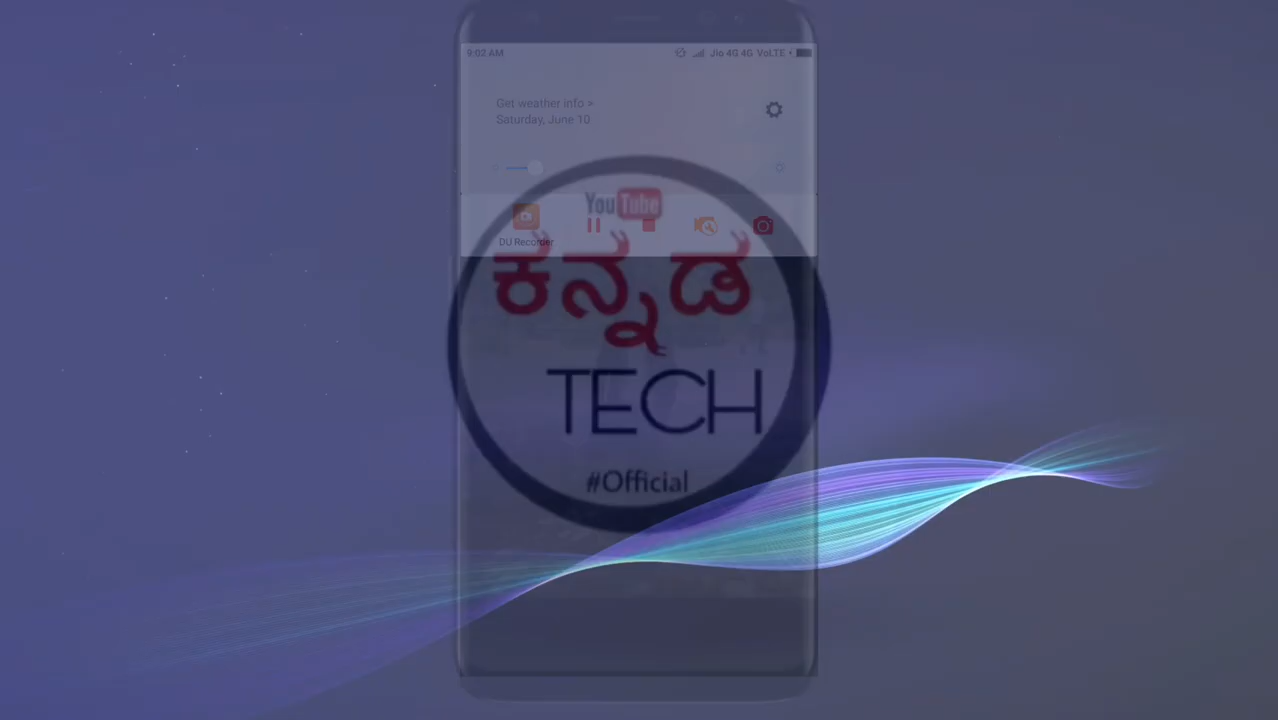 9:02 AM Jio 4G 4G VoLTE
Get weather info >
Saturday, June 10
YouTube
DU Recorder
ಕನ್ನಡ
TECH
#Official